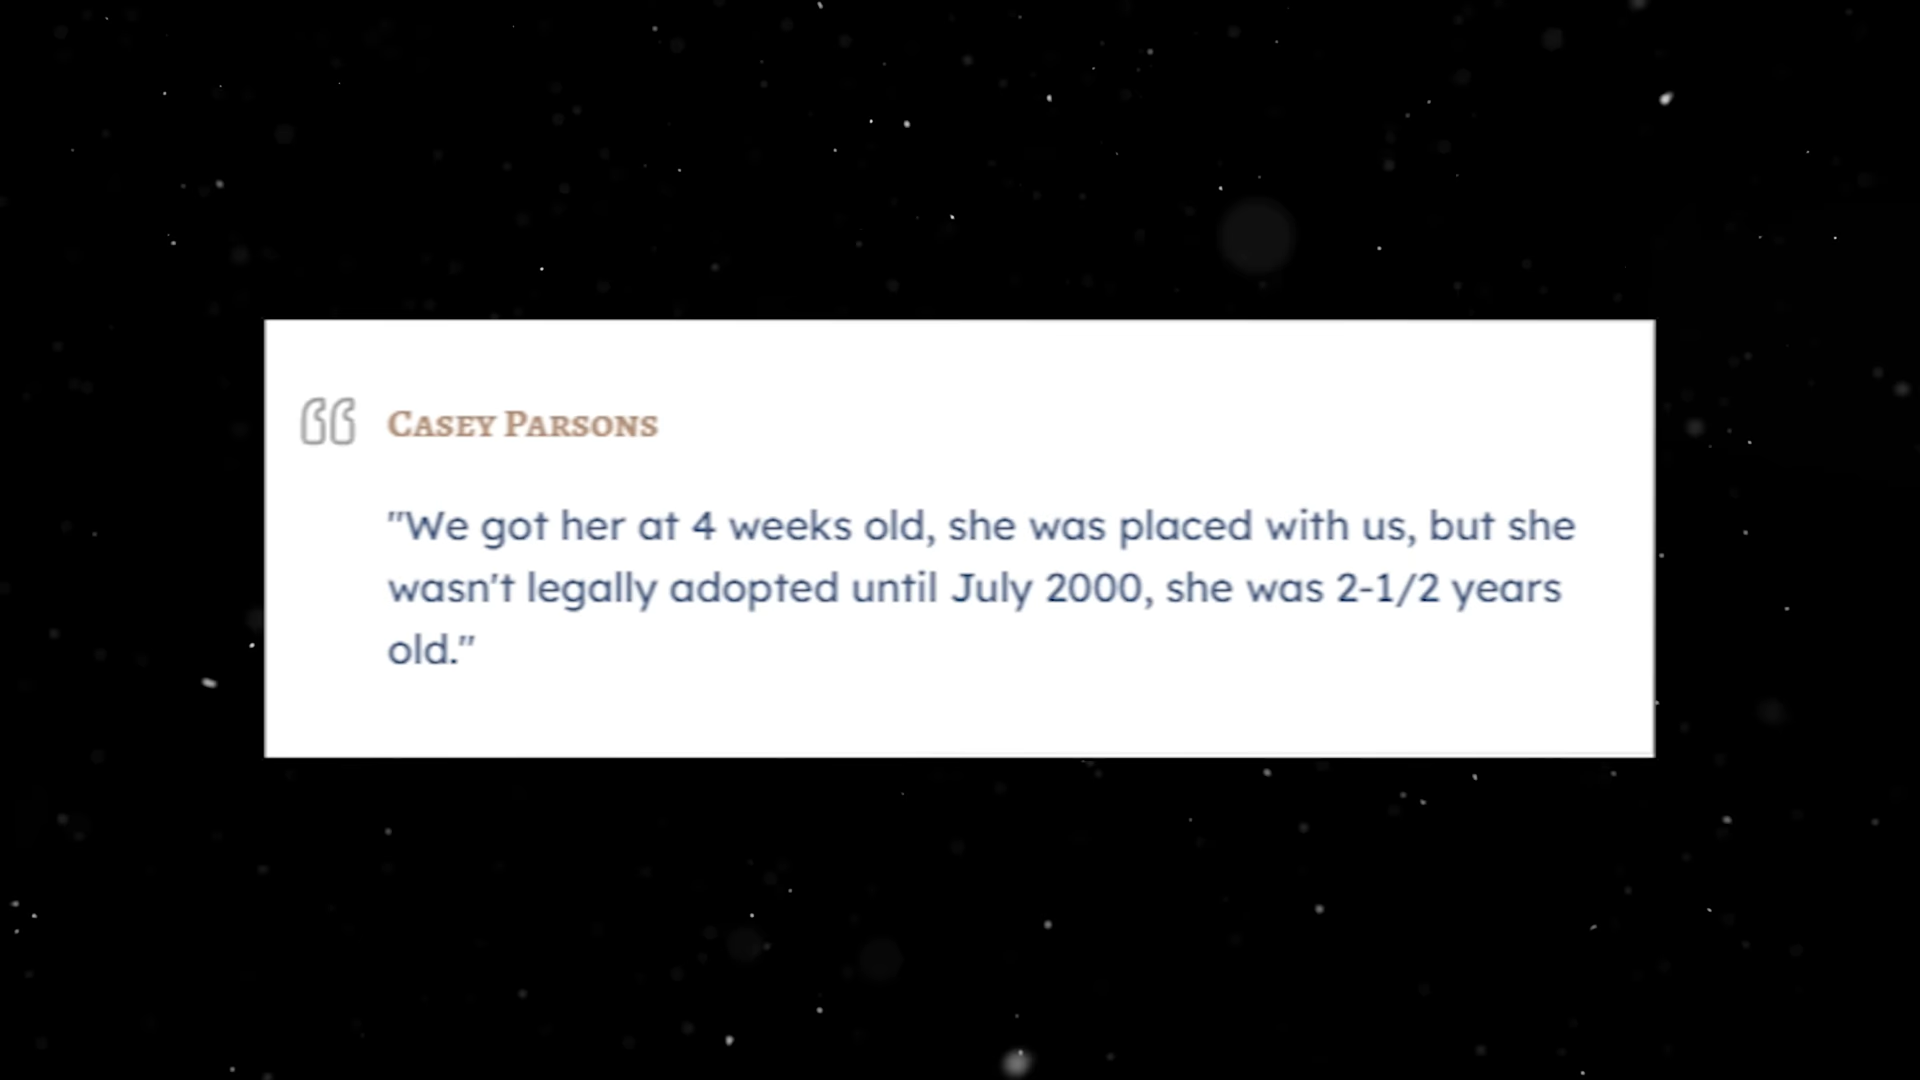 Casey Parsons
"We got her at 4 weeks old, she was placed with us, but she
wasn't legally adopted until July 2000, she was 2-1/2 years
old."